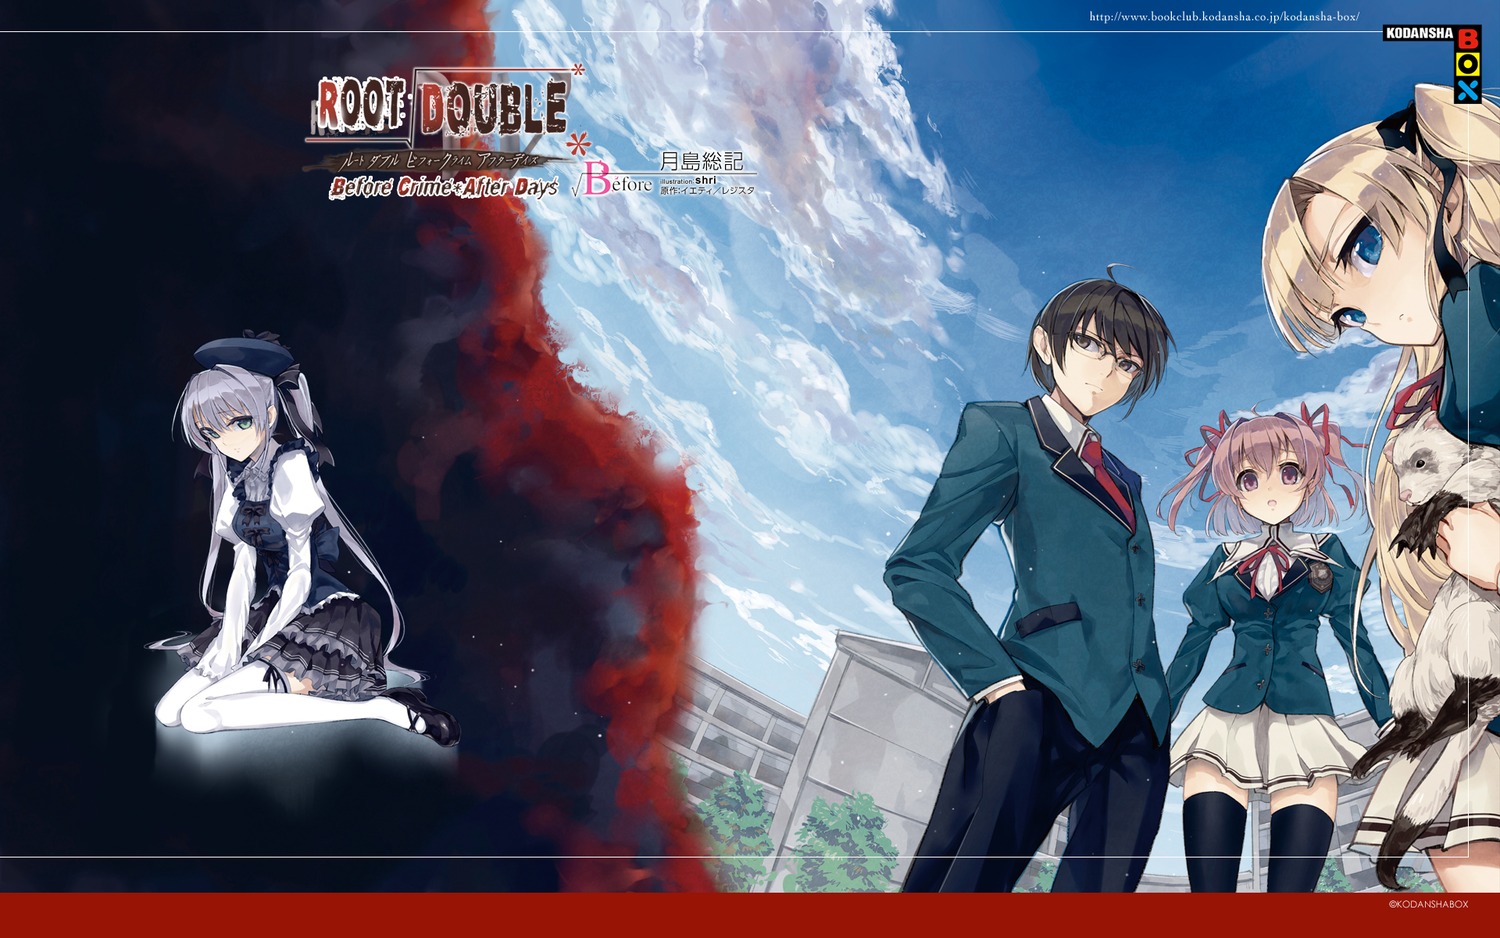 http://www.bookclub.kodansha.co.jp/kodansha-box/
KODANSHA
BOX
ROOT DOUBLE
ルート ダブル ビフォークライム アフターデイズ
Before Crime*After Days
√Before
月島総記
illustration: shri
原作:イエティ/レジスタ
©KODANSHABOX